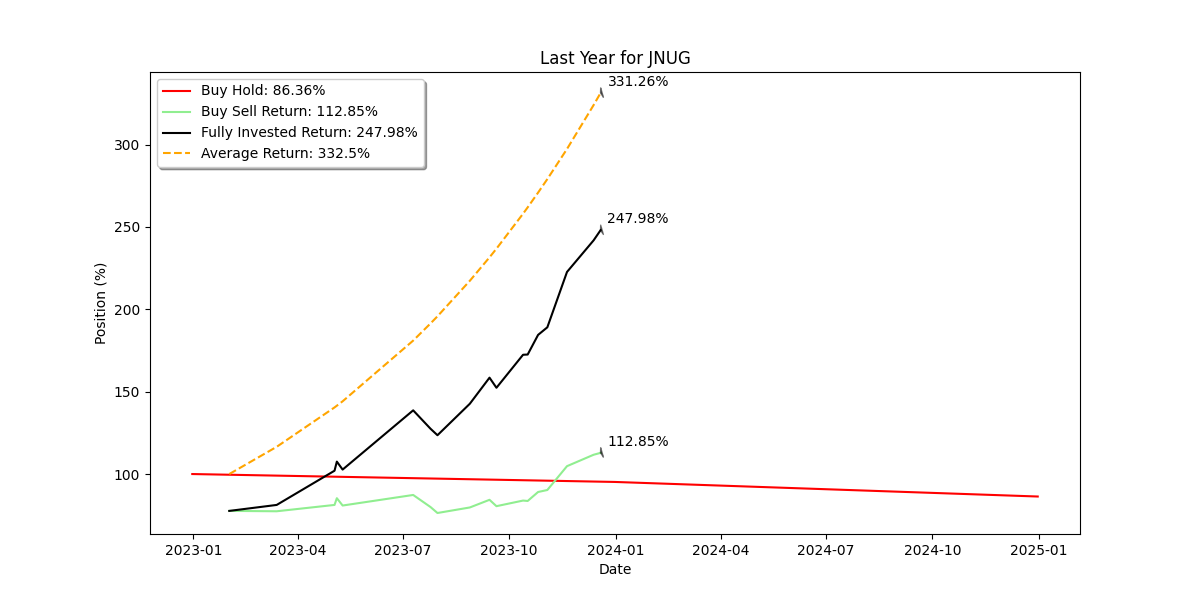 Last Year for JNUG
Buy Hold: 86.36%
Buy Sell Return: 112.85%
Fully Invested Return: 247.98%
Average Return: 332.5%
331.26%
247.98%
112.85%
300
250
200
150
100
Position (%)
2023-01 2023-04 2023-07 2023-10 2024-01 2024-04 2024-07 2024-10 2025-01
Date